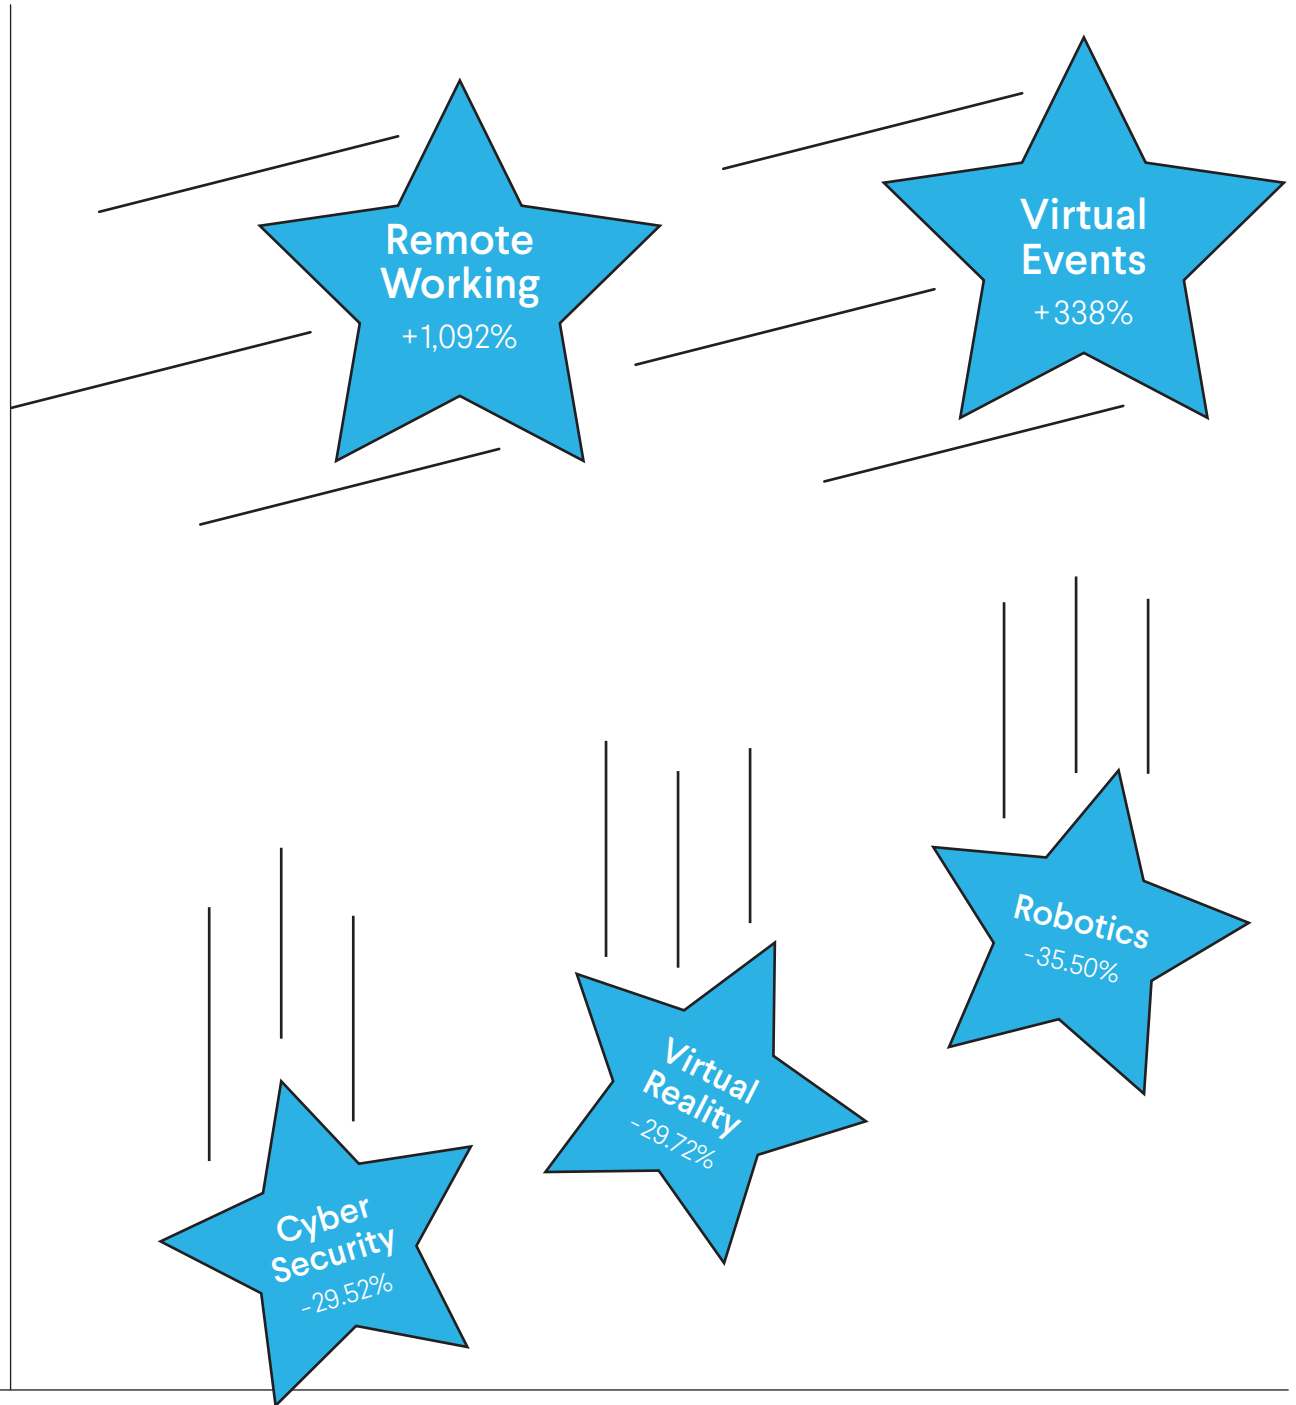 Remote
Working
+1,092%
Virtual
Events
+338%
Robotics
-35.50%
Virtual
Reality
-29.72%
Cyber
Security
-29.52%